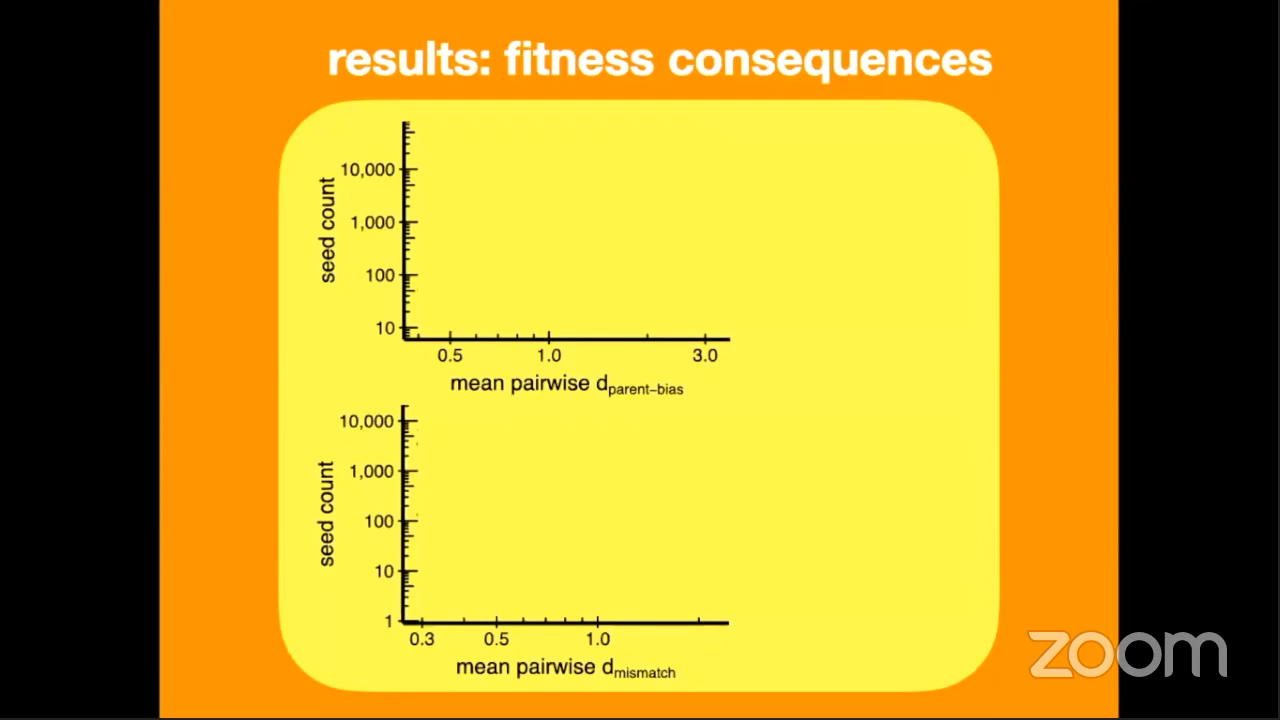 results: fitness consequences
10,000
1,000
100
10
seed count
0.5 1.0 3.0
mean pairwise dparent–bias
10,000
1,000
100
10
1
seed count
0.3 0.5 1.0
mean pairwise dmismatch
zoom